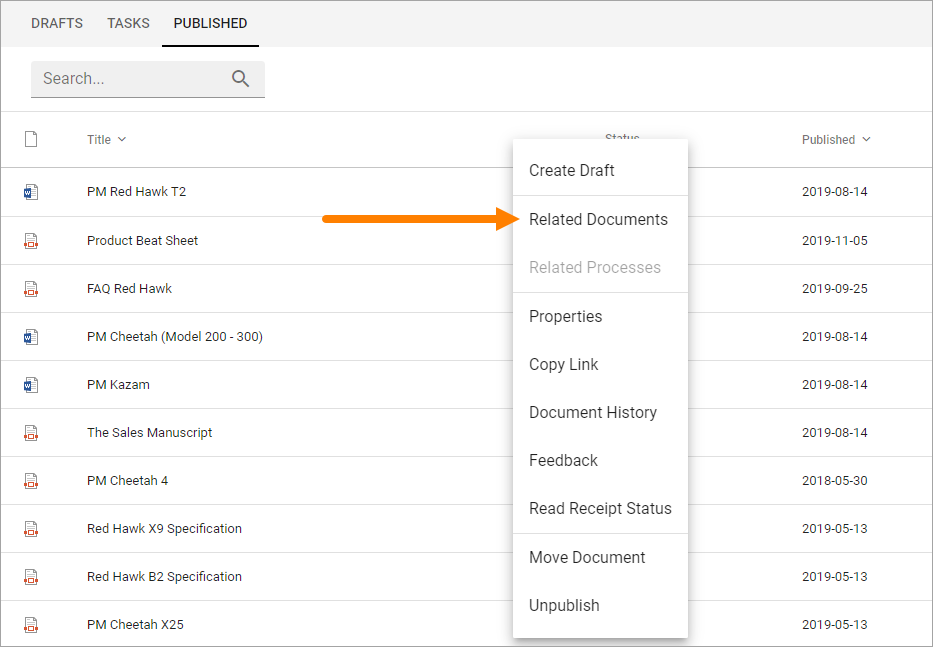 DRAFTS TASKS PUBLISHED
Search...
Title Status Published
Create Draft
PM Red Hawk T2 2019-08-14
Related Documents
Product Beat Sheet 2019-11-05
Related Processes
FAQ Red Hawk 2019-09-25
Properties
PM Cheetah (Model 200 - 300) 2019-08-14
Copy Link
PM Kazam 2019-08-14
Document History
The Sales Manuscript 2019-08-14
Feedback
PM Cheetah 4 2018-05-30
Read Receipt Status
Red Hawk X9 Specification 2019-05-13
Move Document
Red Hawk B2 Specification 2019-05-13
Unpublish
PM Cheetah X25 2019-05-13